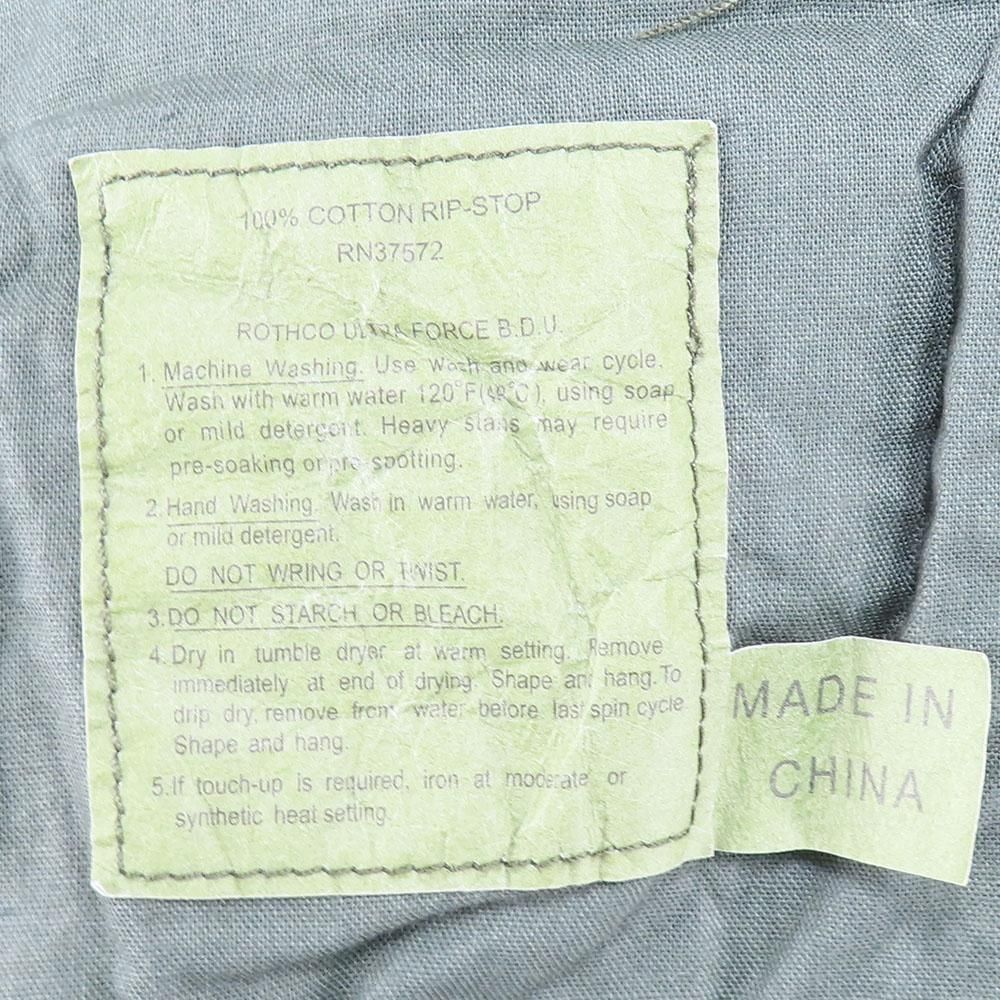 100% COTTON RIP-STOP
RN37572
ROTHCO ULTRA FORCE B.D.U.
1. Machine Washing. Use Wash and wear cycle.
Wash with warm water 120°F(49°C), using soap
or mild detergent. Heavy stains may require
pre-soaking or pre-spotting.
2. Hand Washing. Wash in warm water, using soap
or mild detergent.
DO NOT WRING OR TWIST.
3. DO NOT STARCH OR BLEACH.
4. Dry in tumble dryer at warm setting. Remove
immediately at end of drying. Shape and hang. To
drip dry, remove from water before last spin cycle
Shape and hang.
5. If touch-up is required, iron at moderate or
synthetic heat setting.
MADE IN
CHINA